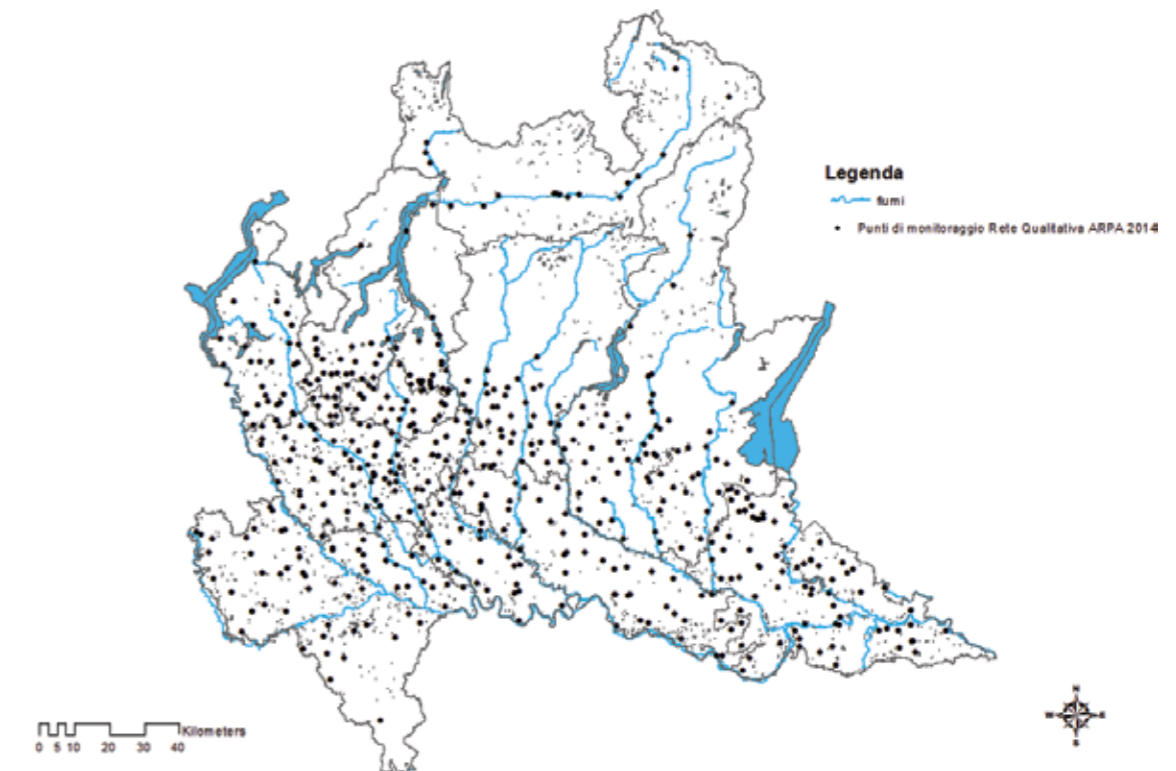 Legenda
fiumi
Punti di monitoraggio Rete Qualitativa ARPA 2014
Kilometers
0 5 10 20 30 40
N
W E
S